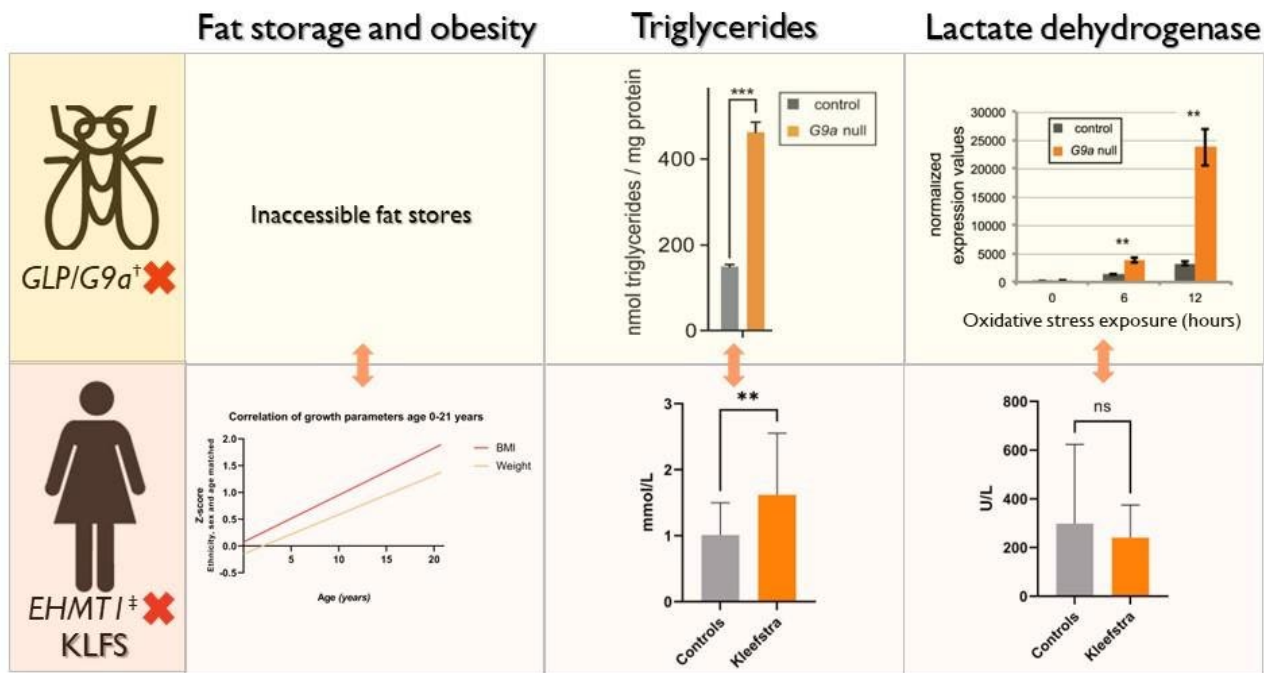 Fat storage and obesity
Triglycerides
Lactate dehydrogenase
GLP/G9a†
Inaccessible fat stores
nmol triglycerides / mg protein
400
200
0
***
control
G9a null
normalized
expression values
30000
25000
20000
15000
10000
5000
0
control
G9a null
**
**
0 6 12
Oxidative stress exposure (hours)
EHMT1‡
KLFS
Correlation of growth parameters age 0-21 years
Z-score
Ethnicity, sex and age matched
2.0
1.5
1.0
0.5
0.0
-0.5
5 10 15 20
Age (years)
BMI
Weight
mmol/L
3
2
1
0
**
Controls
Kleefstra
U/L
800
600
400
200
0
ns
Controls
Kleefstra